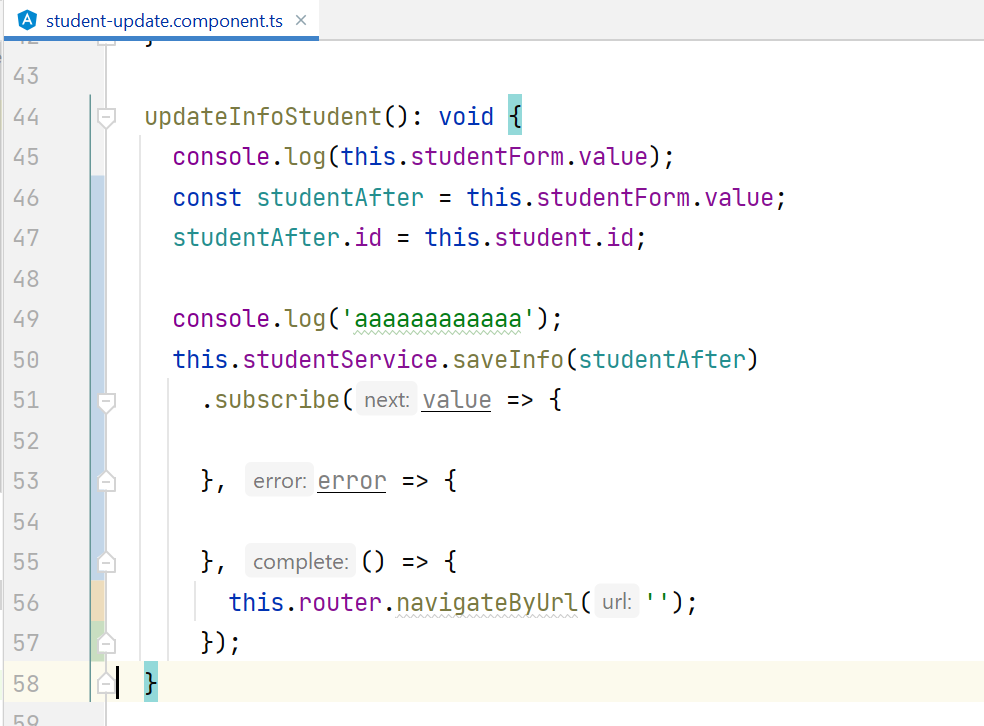 student-update.component.ts
43
44 updateInfoStudent(): void {
45 console.log(this.studentForm.value);
46 const studentAfter = this.studentForm.value;
47 studentAfter.id = this.student.id;
48
49 console.log('aaaaaaaaaaaa');
50 this.studentService.saveInfo(studentAfter)
51 .subscribe( next: value => {
52
53 }, error: error => {
54
55 }, complete: () => {
56 this.router.navigateByUrl( url: '');
57 });
58 }